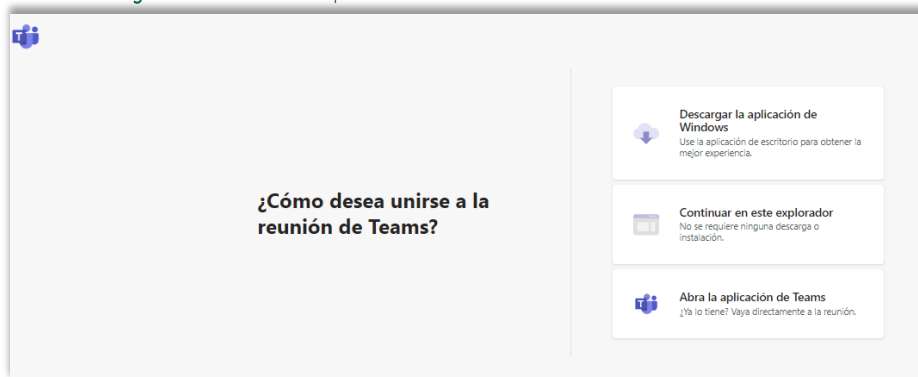 ¿Cómo desea unirse a la
reunión de Teams?
Descargar la aplicación de
Windows
Use la aplicación de escritorio para obtener la
mejor experiencia.
Continuar en este explorador
No se requiere ninguna descarga o
instalación.
Abra la aplicación de Teams
¿Ya lo tiene? Vaya directamente a la reunión.